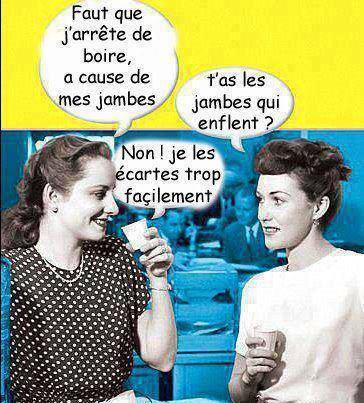 Faut que
j'arrête de
boire,
a cause de
mes jambes
t'as les
jambes qui
enflent ?
Non ! je les
écartes trop
façilement